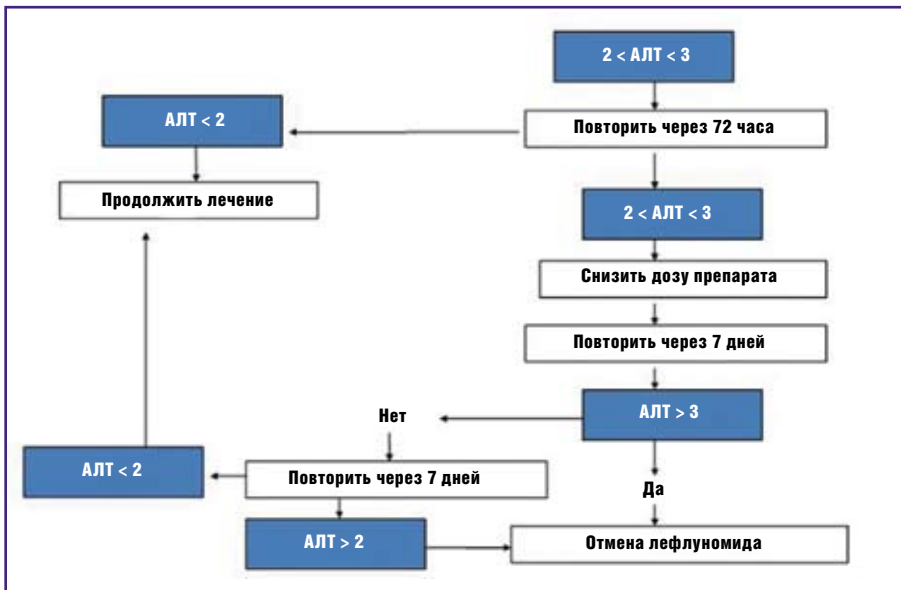 2 < АЛТ < 3
АЛТ < 2
Повторить через 72 часа
Продолжить лечение
2 < АЛТ < 3
Снизить дозу препарата
Повторить через 7 дней
Нет
АЛТ > 3
АЛТ < 2
Повторить через 7 дней
Да
АЛТ > 2
Отмена лефлуномида